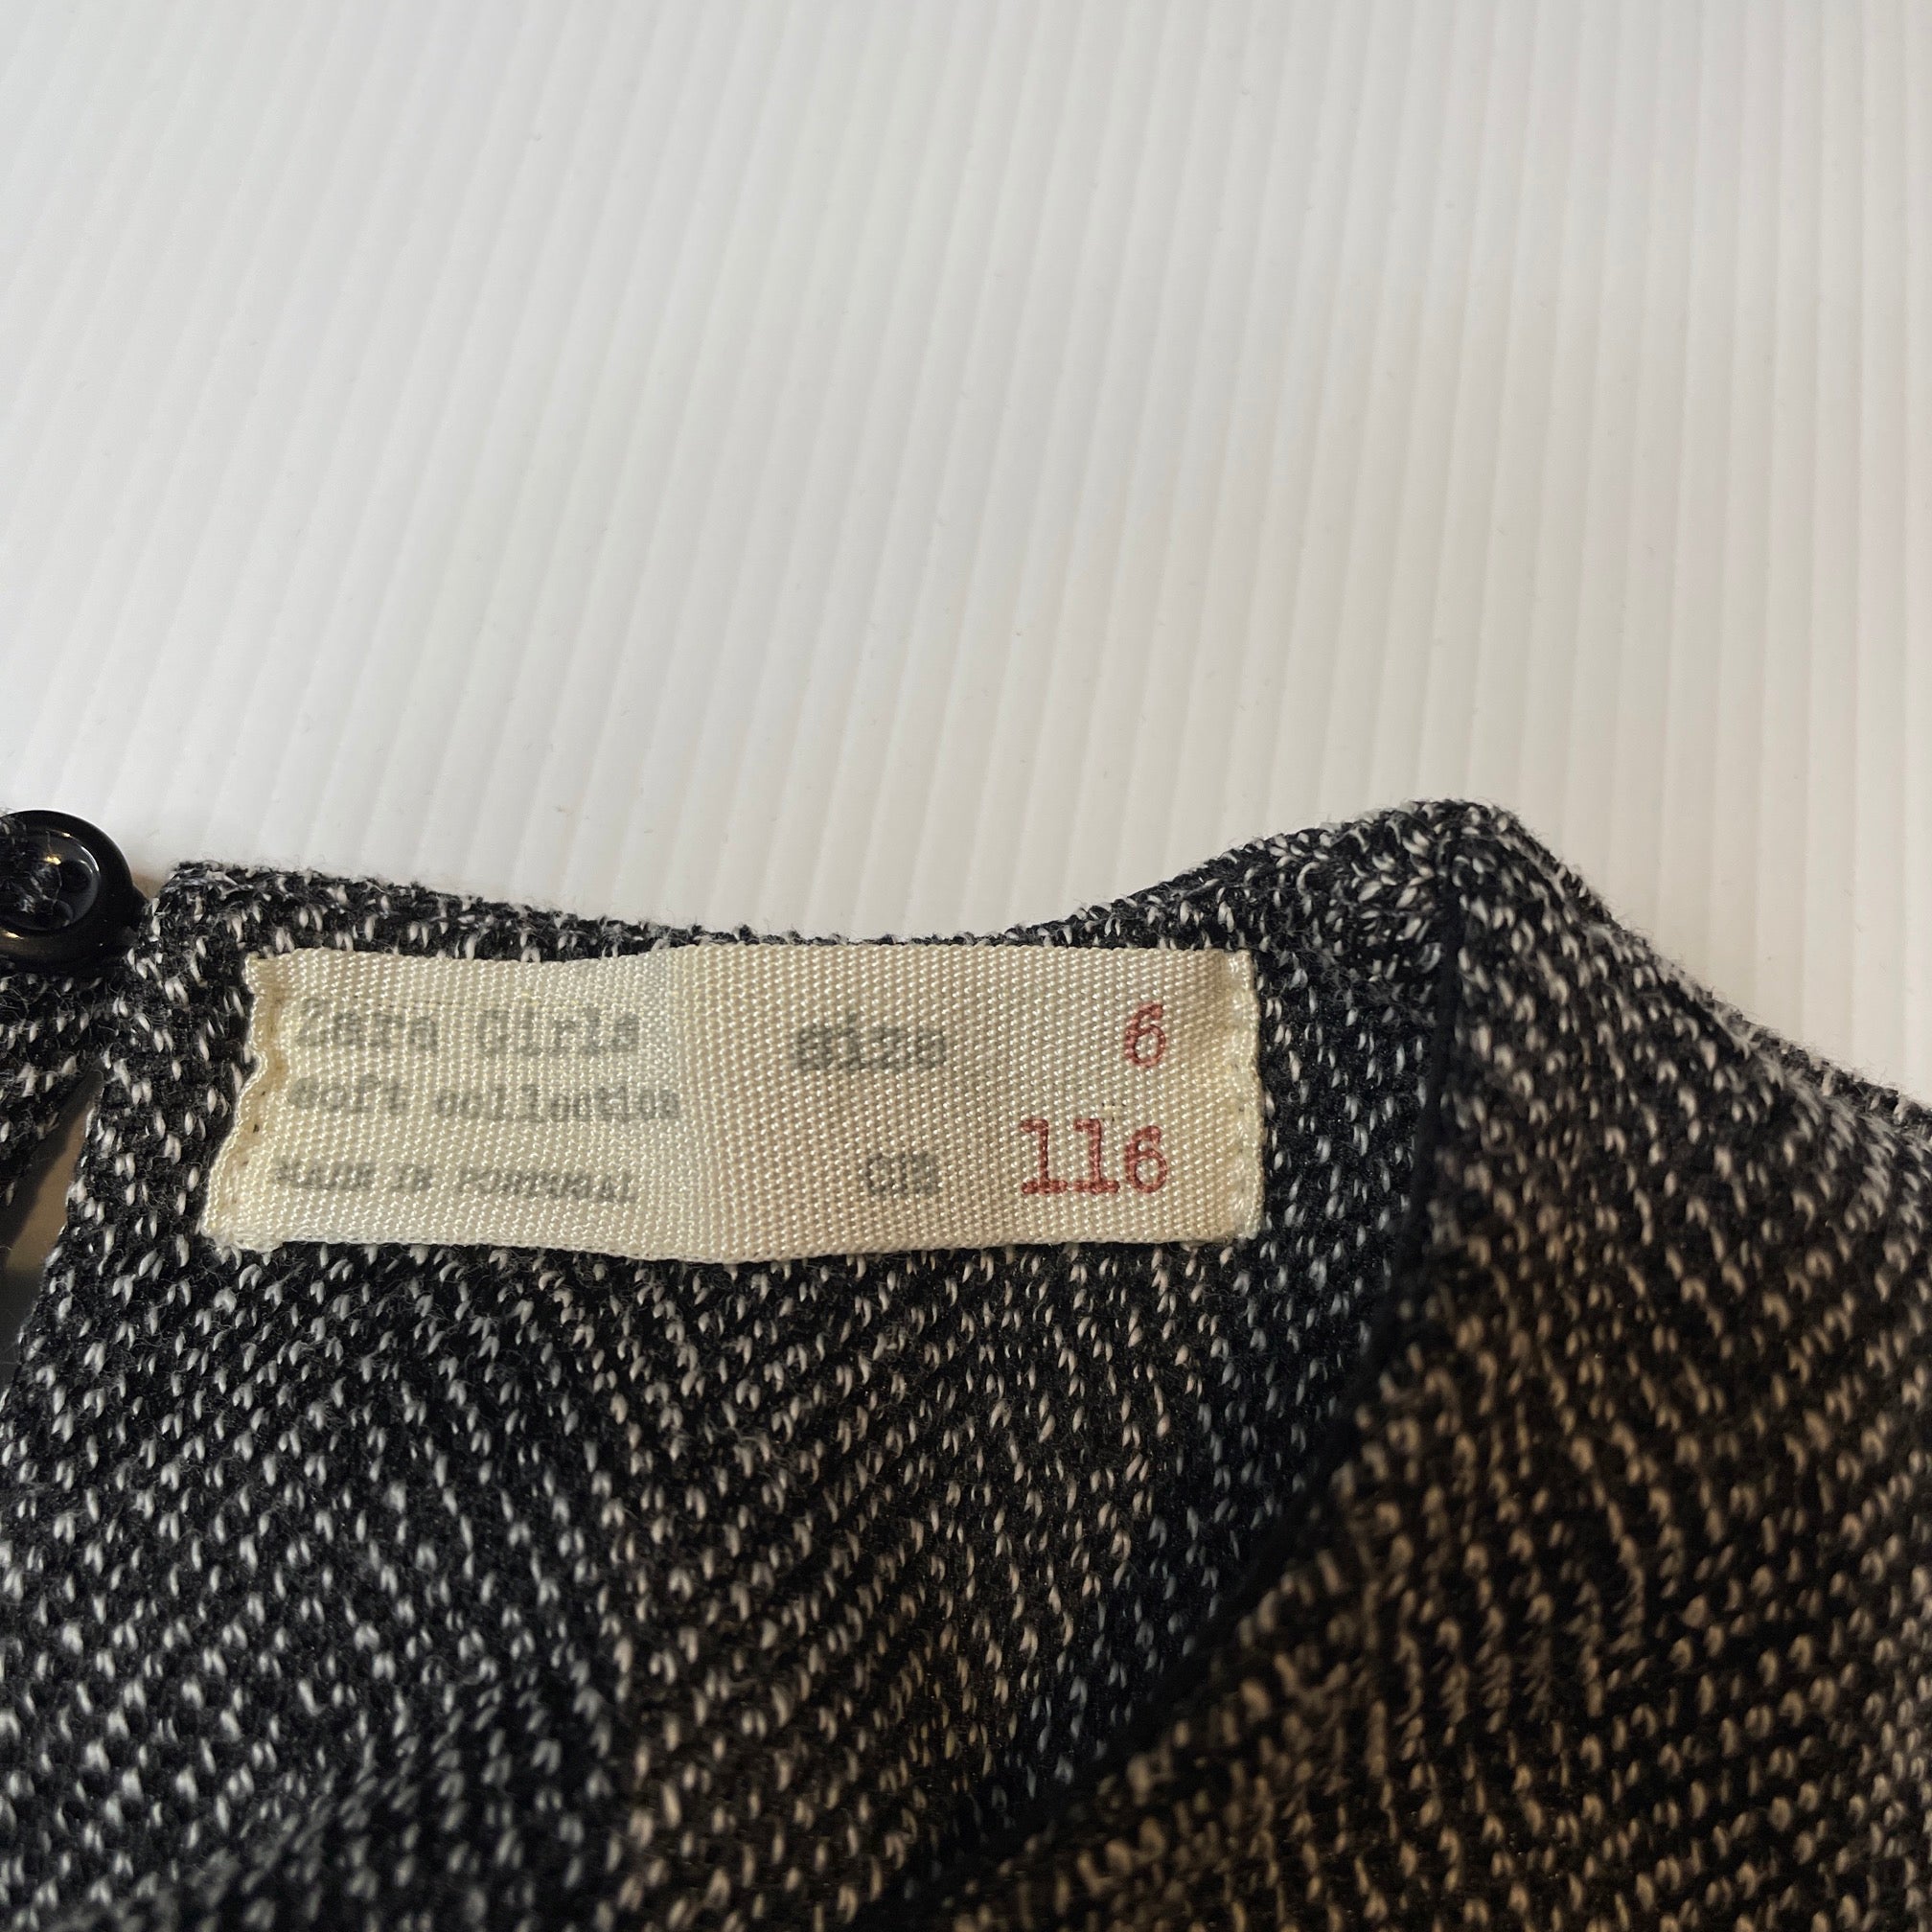 Zara Girls
soft collection
MADE IN PORTUGAL
size 6
CM 116